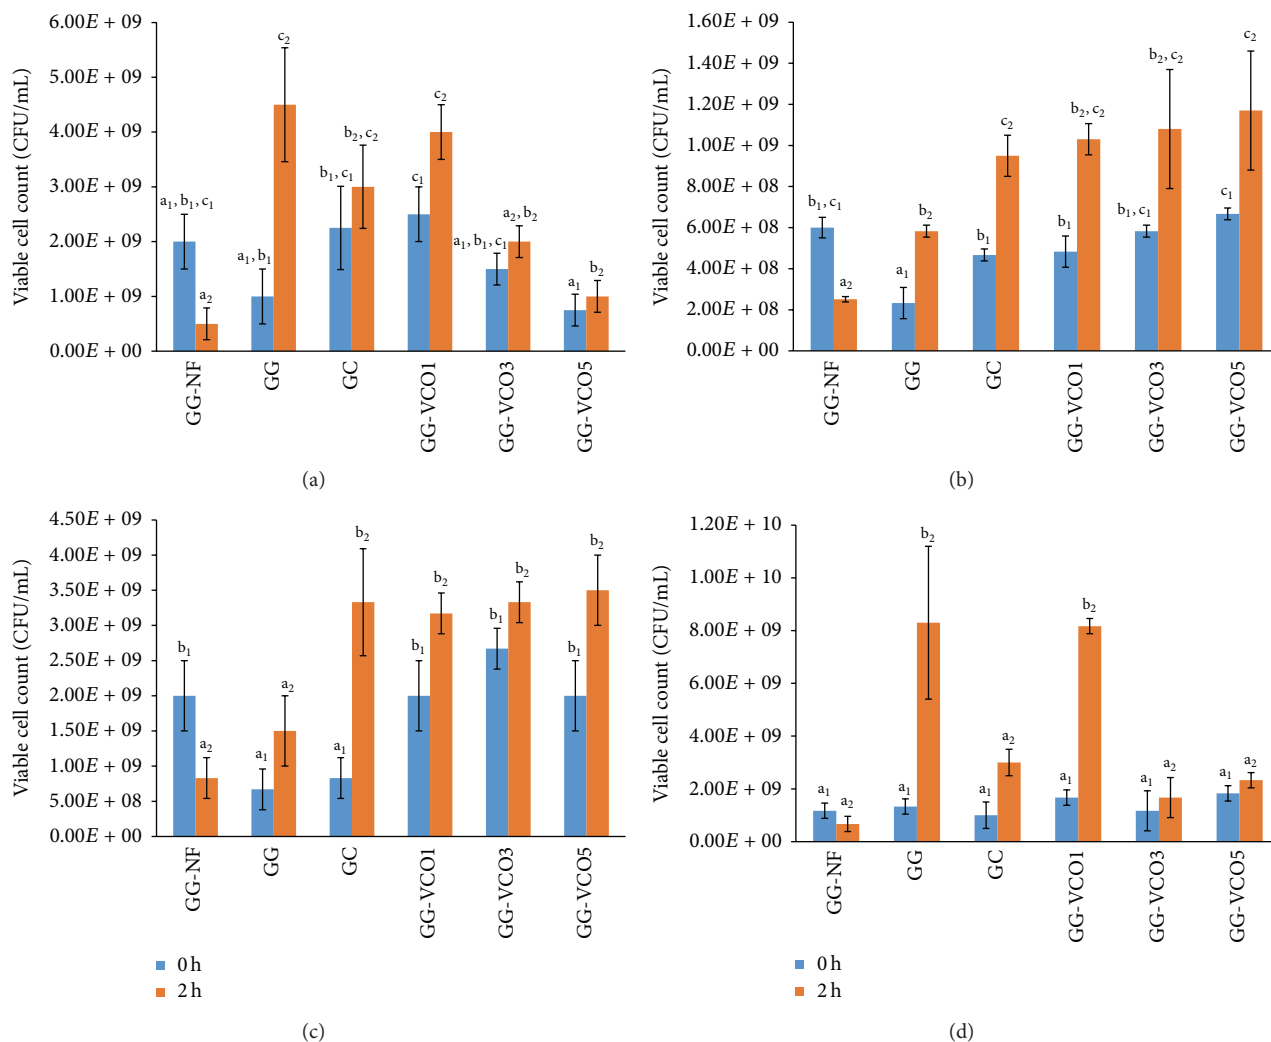 6.00E + 09
5.00E + 09
4.00E + 09
3.00E + 09
2.00E + 09
1.00E + 09
0.00E + 00
Viable cell count (CFU/mL)
a₁, b₁, c₁
a₂
a₁, b₁
c₂
b₁, c₁
b₂, c₂
c₁
c₂
a₁, b₁, c₁
a₂, b₂
a₁
b₂
GG-NF
GG
GC
GG-VCO1
GG-VCO3
GG-VCO5
(a)
1.60E + 09
1.40E + 09
1.20E + 09
1.00E + 09
8.00E + 08
6.00E + 08
4.00E + 08
2.00E + 08
0.00E + 00
Viable cell count (CFU/mL)
b₁, c₁
a₂
a₁
b₂
b₁
c₂
b₁
b₂, c₂
b₁, c₁
b₂, c₂
c₁
c₂
GG-NF
GG
GC
GG-VCO1
GG-VCO3
GG-VCO5
(b)
4.50E + 09
4.00E + 09
3.50E + 09
3.00E + 09
2.50E + 09
2.00E + 09
1.50E + 09
1.00E + 09
5.00E + 08
0.00E + 00
Viable cell count (CFU/mL)
b₁
a₂
a₁
a₂
a₁
b₂
b₁
b₂
b₁
b₂
b₁
b₂
GG-NF
GG
GC
GG-VCO1
GG-VCO3
GG-VCO5
0 h
2 h
(c)
1.20E + 10
1.00E + 10
8.00E + 09
6.00E + 09
4.00E + 09
2.00E + 09
0.00E + 00
Viable cell count (CFU/mL)
a₁
a₂
a₁
b₂
a₁
a₂
a₁
b₂
a₁
a₂
a₁
a₂
GG-NF
GG
GC
GG-VCO1
GG-VCO3
GG-VCO5
0 h
2 h
(d)